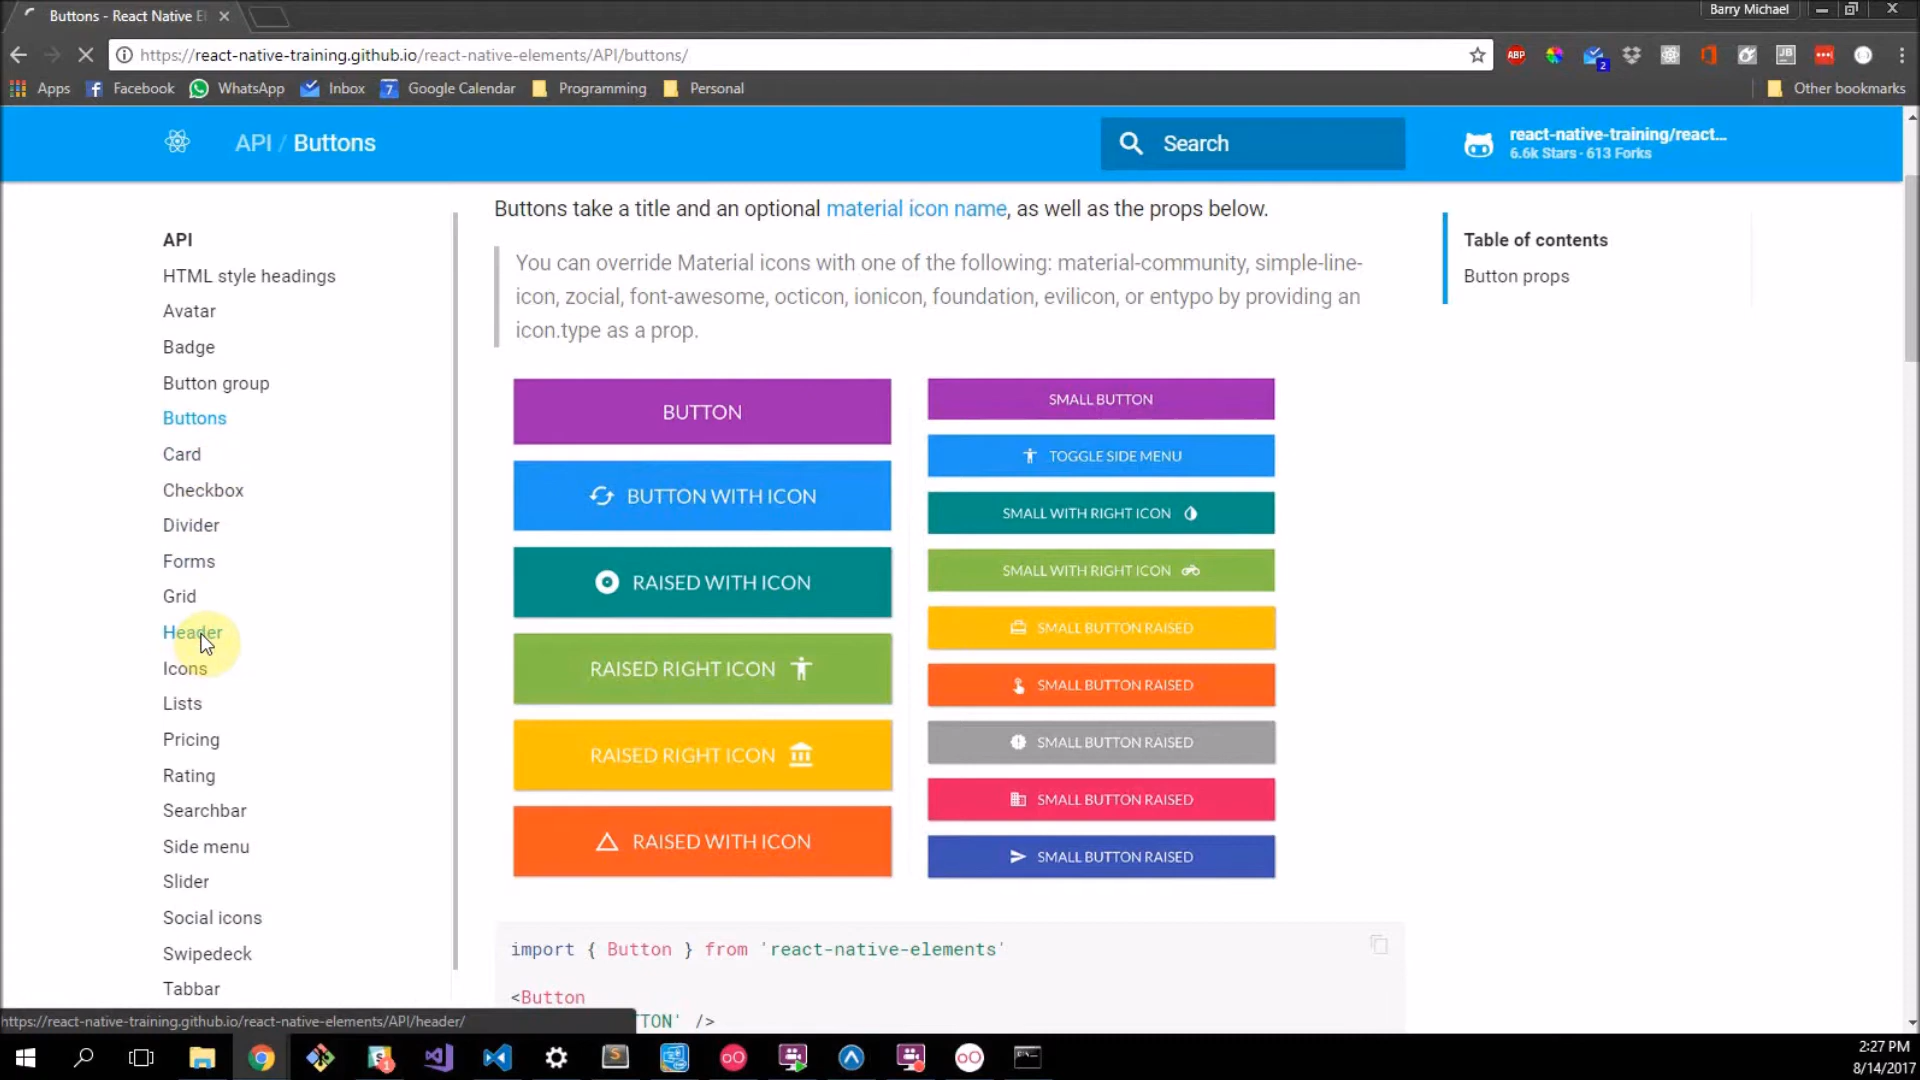 Buttons - React Native El
Barry Michael
https://react-native-training.github.io/react-native-elements/API/buttons/
ABP
2
JB
Apps
Facebook
WhatsApp
Inbox
7
Google Calendar
Programming
Personal
Other bookmarks
API / Buttons
Search
react-native-training/react...
6.6k Stars · 613 Forks
API
HTML style headings
Avatar
Badge
Button group
Buttons
Card
Checkbox
Divider
Forms
Grid
Header
Icons
Lists
Pricing
Rating
Searchbar
Side menu
Slider
Social icons
Swipedeck
Tabbar
Buttons take a title and an optional material icon name, as well as the props below.
You can override Material icons with one of the following: material-community, simple-line-
icon, zocial, font-awesome, octicon, ionicon, foundation, evilicon, or entypo by providing an
icon.type as a prop.
BUTTON
BUTTON WITH ICON
RAISED WITH ICON
RAISED RIGHT ICON
RAISED RIGHT ICON
RAISED WITH ICON
SMALL BUTTON
TOGGLE SIDE MENU
SMALL WITH RIGHT ICON
SMALL WITH RIGHT ICON
SMALL BUTTON RAISED
SMALL BUTTON RAISED
SMALL BUTTON RAISED
SMALL BUTTON RAISED
SMALL BUTTON RAISED
import { Button } from 'react-native-elements'
<Button
TON' />
Table of contents
Button props
https://react-native-training.github.io/react-native-elements/API/header/
2:27 PM
8/14/2017